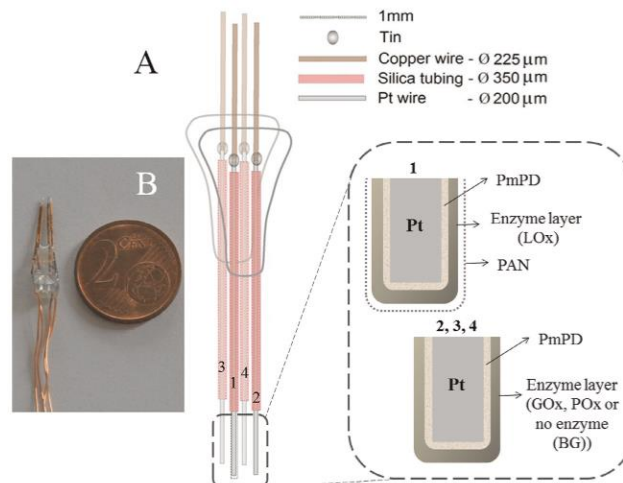 A
1mm
Tin
Copper wire - Ø 225 μm
Silica tubing - Ø 350 μm
Pt wire - Ø 200 μm
B
2
3
1
4
2
1
Pt
PmPD
Enzyme layer
(LOx)
PAN
2, 3, 4
Pt
PmPD
Enzyme layer
(GOx, POx or
no enzyme
(BG))